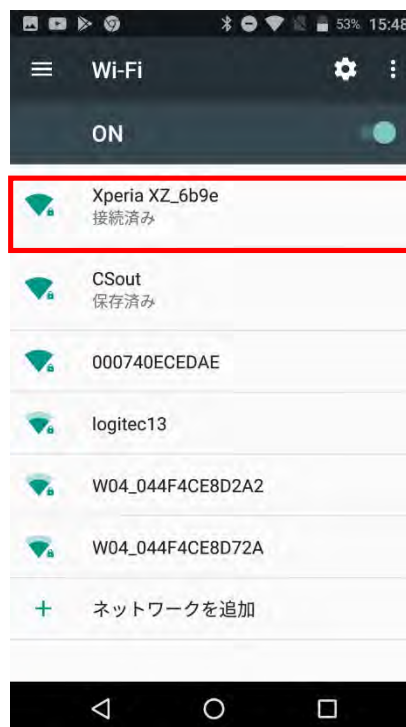 53% 15:48
Wi-Fi
ON
Xperia XZ_6b9e
接続済み
CSout
保存済み
000740ECEDAE
logitec13
W04_044F4CE8D2A2
W04_044F4CE8D72A
ネットワークを追加